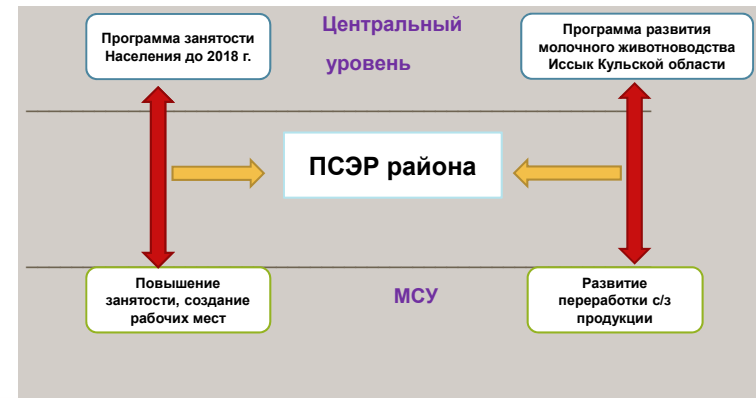 Программа занятости
Населения до 2018 г.
Центральный
уровень
Программа развития
молочного животноводства
Иссык Кульской области
ПСЭР района
Повышение
занятости, создание
рабочих мест
МСУ
Развитие
переработки с/з
продукции